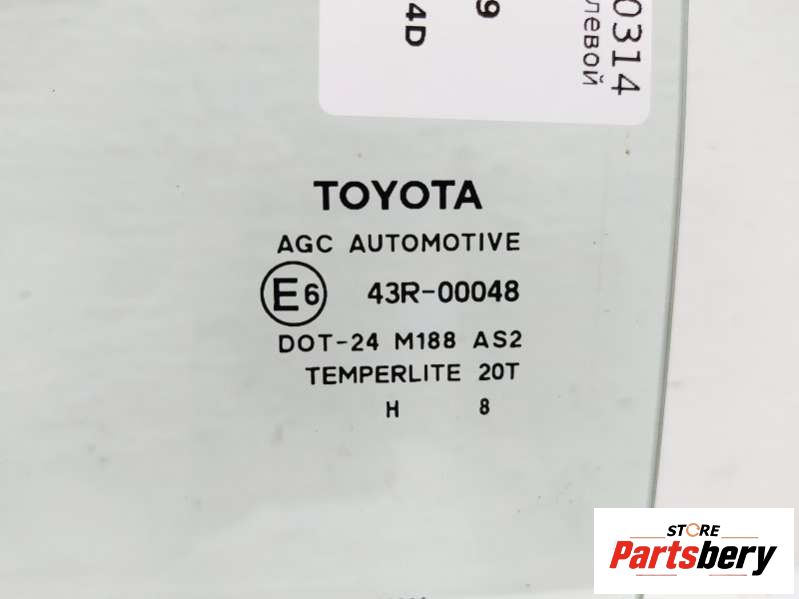 0314
левой
9
4D
TOYOTA
AGC AUTOMOTIVE
E6 43R-00048
DOT-24 M188 AS2
TEMPERLITE 20T
H 8
STORE
Partsbery